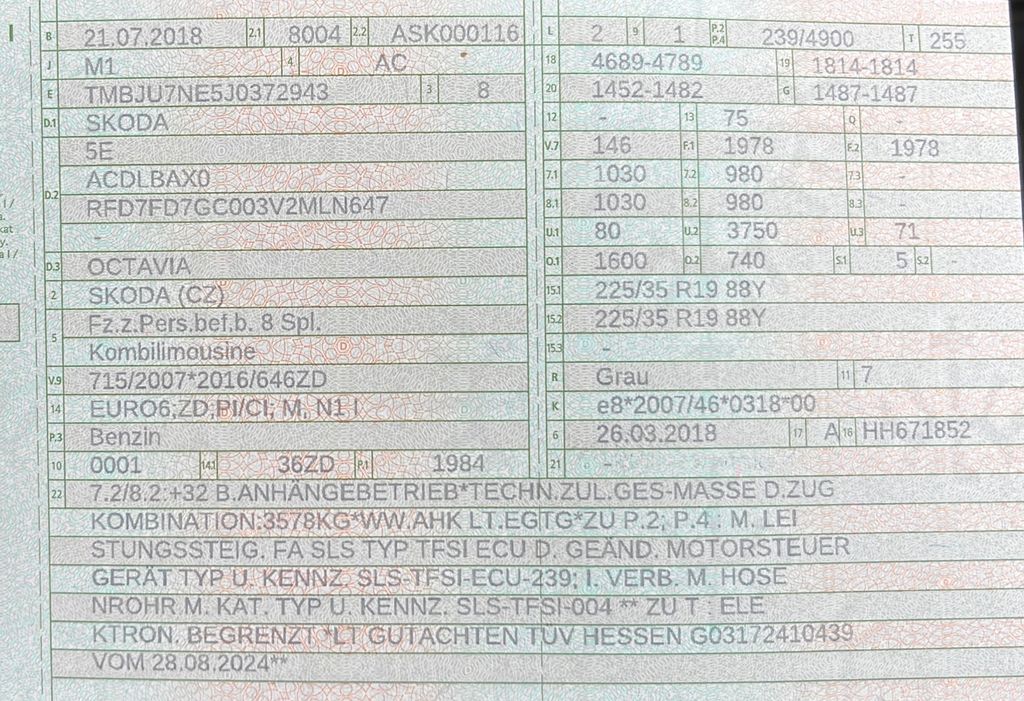 B 21.07.2018 2.1 8004 2.2 ASK000116
J M1 4 AC
E TMBJU7NE5J0372943 3 8
D.1 SKODA
5E
D.2 ACDLBAX0
RFD7FD7GC003V2MLN647
-
D.3 OCTAVIA
2 SKODA (CZ)
5 Fz.z.Pers.bef.b. 8 Spl.
Kombilimousine
V.9 715/2007*2016/646ZD
14 EURO6,ZD,PI/CI, M, N1 I
P.3 Benzin
10 0001 14.1 36ZD P.1 1984
L 2 9 1 P.2 P.4 239/4900 T 255
18 4689-4789 19 1814-1814
20 1452-1482 G 1487-1487
12 - 13 75 Q -
V.7 146 F.1 1978 F.2 1978
7.1 1030 7.2 980 7.3 -
8.1 1030 8.2 980 8.3 -
U.1 80 U.2 3750 U.3 71
O.1 1600 O.2 740 S.1 5 S.2 -
15.1 225/35 R19 88Y
15.2 225/35 R19 88Y
15.3 -
R Grau 11 7
K e8*2007/46*0318*00
6 26.03.2018 17 A 16 HH671852
21 -
22 7.2/8.2:+32 B.ANHÄNGEBETRIEB*TECHN.ZUL.GES-MASSE D.ZUG
KOMBINATION:3578KG*WW.AHK LT.EGTG*ZU P.2; P.4 : M. LEI
STUNGSSTEIG. FA SLS TYP TFSI ECU D. GEÄND. MOTORSTEUER
GERÄT TYP U. KENNZ. SLS-TFSI-ECU-239; I. VERB. M. HOSE
NROHR M. KAT. TYP U. KENNZ. SLS-TFSI-004 ** ZU T : ELE
KTRON. BEGRENZT *LT GUTACHTEN TUV HESSEN G03172410439
VOM 28.08.2024**